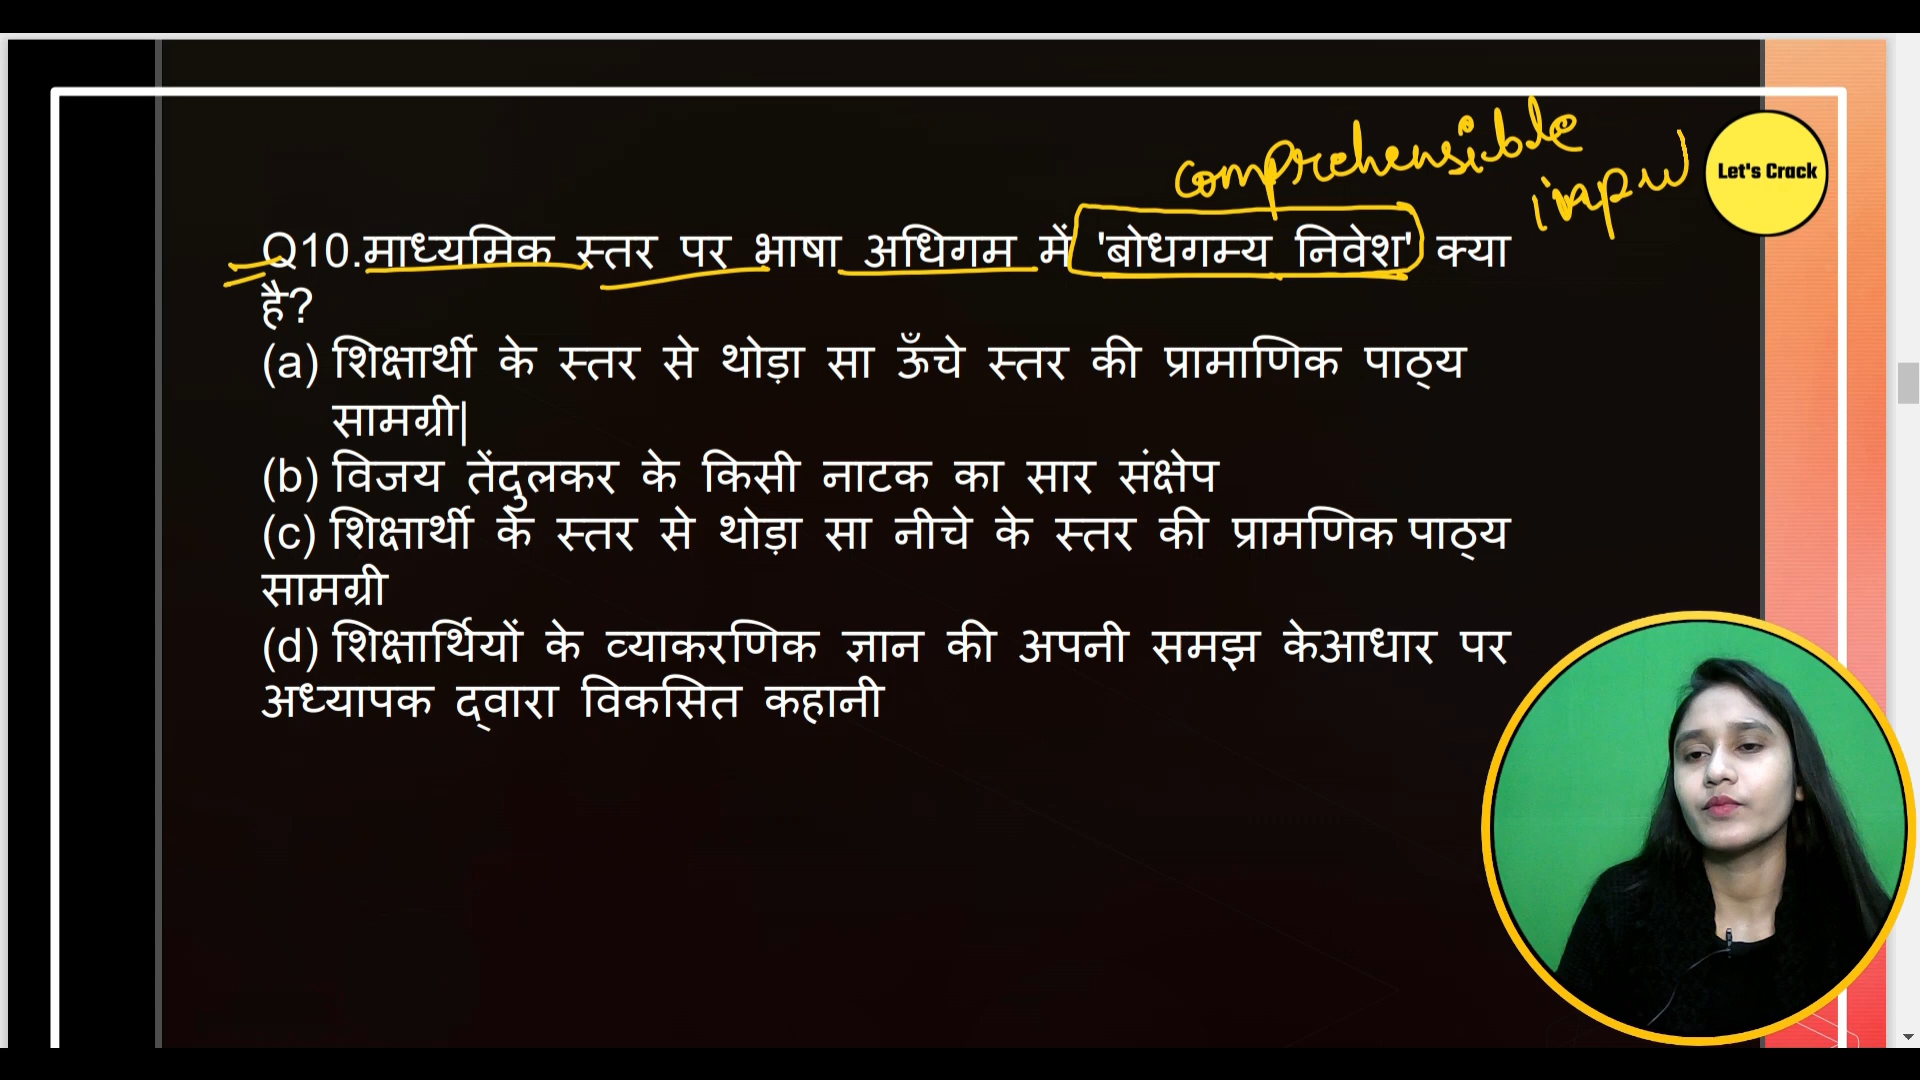 comprehensible
input
Let's Crack
Q10.माध्यमिक स्तर पर भाषा अधिगम में 'बोधगम्य निवेश' क्या
है?
(a) शिक्षार्थी के स्तर से थोड़ा सा ऊँचे स्तर की प्रामाणिक पाठ्य
सामग्री|
(b) विजय तेंदुलकर के किसी नाटक का सार संक्षेप
(c) शिक्षार्थी के स्तर से थोड़ा सा नीचे के स्तर की प्रामणिक पाठ्य
सामग्री
(d) शिक्षार्थियों के व्याकरणिक ज्ञान की अपनी समझ केआधार पर
अध्यापक द्वारा विकसित कहानी